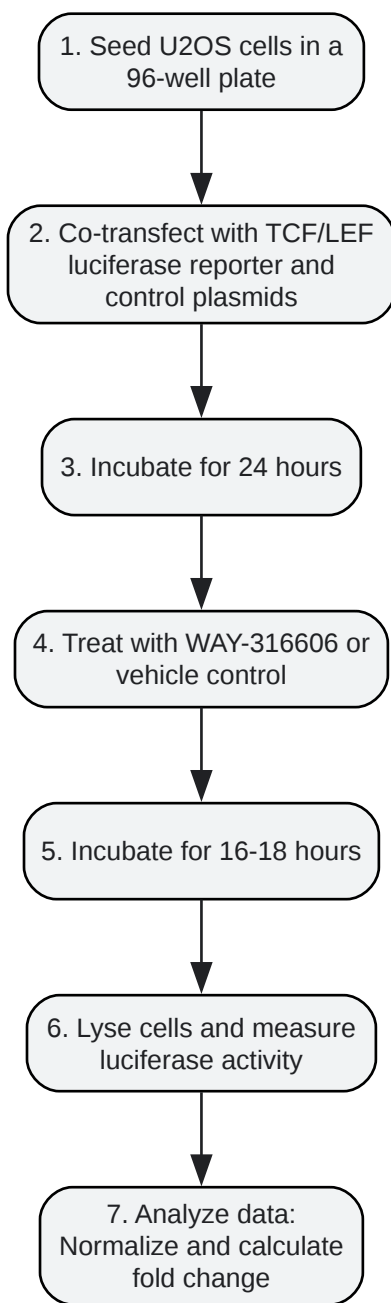 1. Seed U2OS cells in a
96-well plate
2. Co-transfect with TCF/LEF
luciferase reporter and
control plasmids
3. Incubate for 24 hours
4. Treat with WAY-316606 or
vehicle control
5. Incubate for 16-18 hours
6. Lyse cells and measure
luciferase activity
7. Analyze data:
Normalize and calculate
fold change